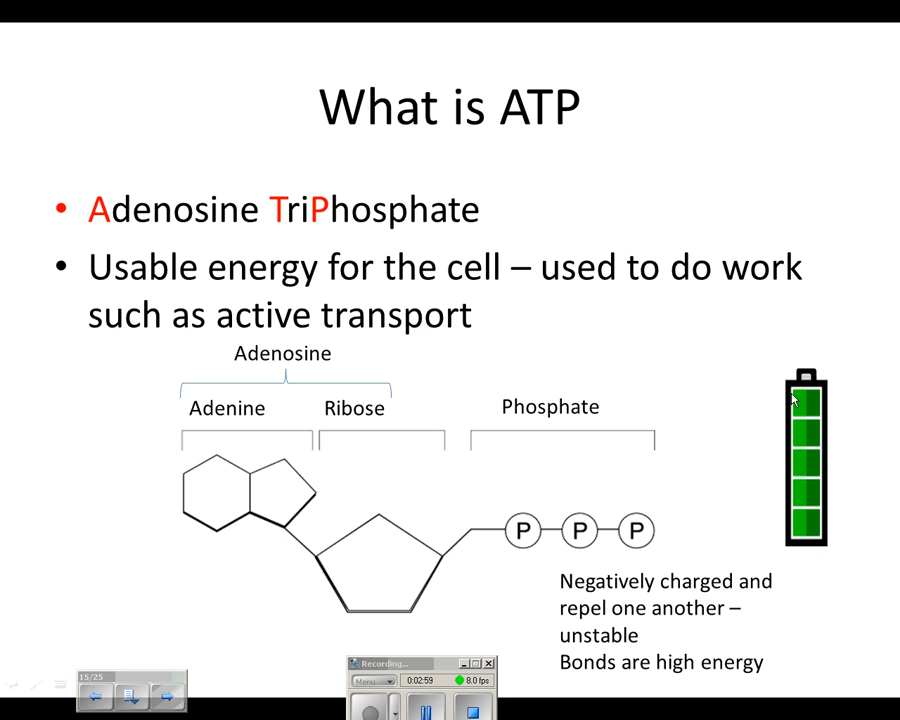 What is ATP
• Adenosine TriPhosphate
• Usable energy for the cell – used to do work
such as active transport
Adenosine
Adenine Ribose Phosphate
P P P
Negatively charged and
repel one another –
unstable
Bonds are high energy
15/25
Recording...
Menu 0:02:59 8.0 fps